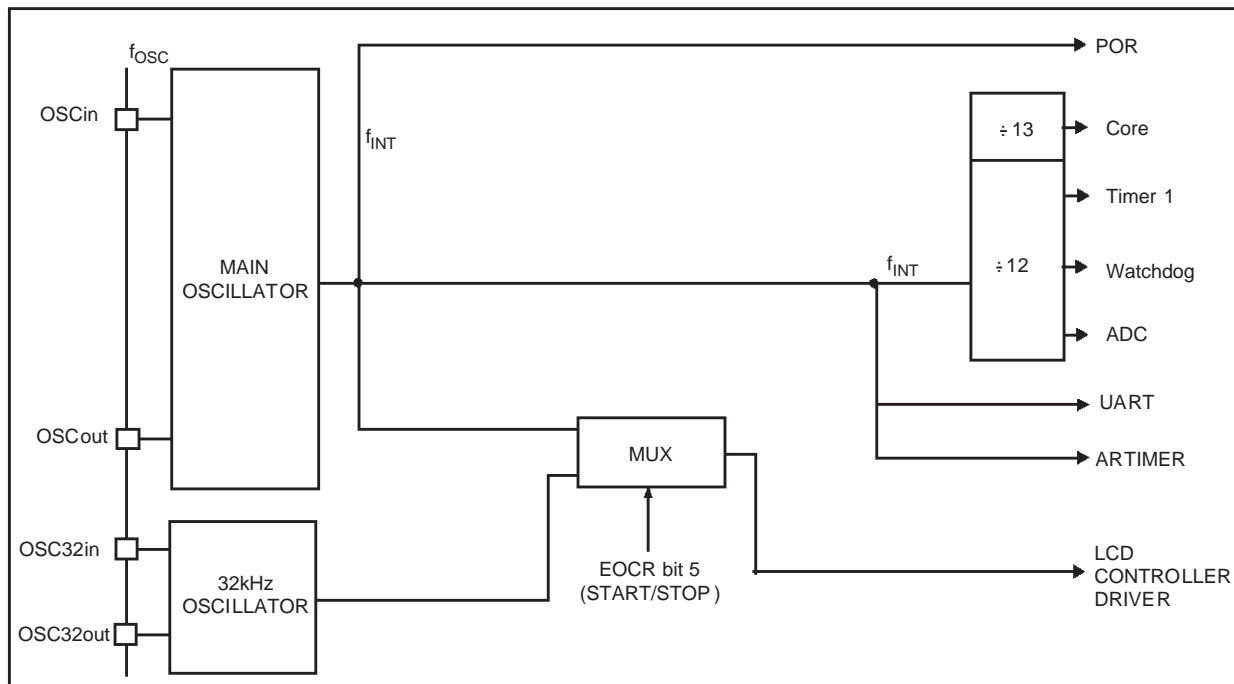 fOSC
POR
OSCin
÷13
Core
fINT
Timer 1
MAIN
OSCILLATOR
fINT
÷12
Watchdog
ADC
UART
OSCout
MUX
ARTIMER
OSC32in
32kHz
OSCILLATOR
EOCR bit 5
(START/STOP)
LCD
CONTROLLER
DRIVER
OSC32out